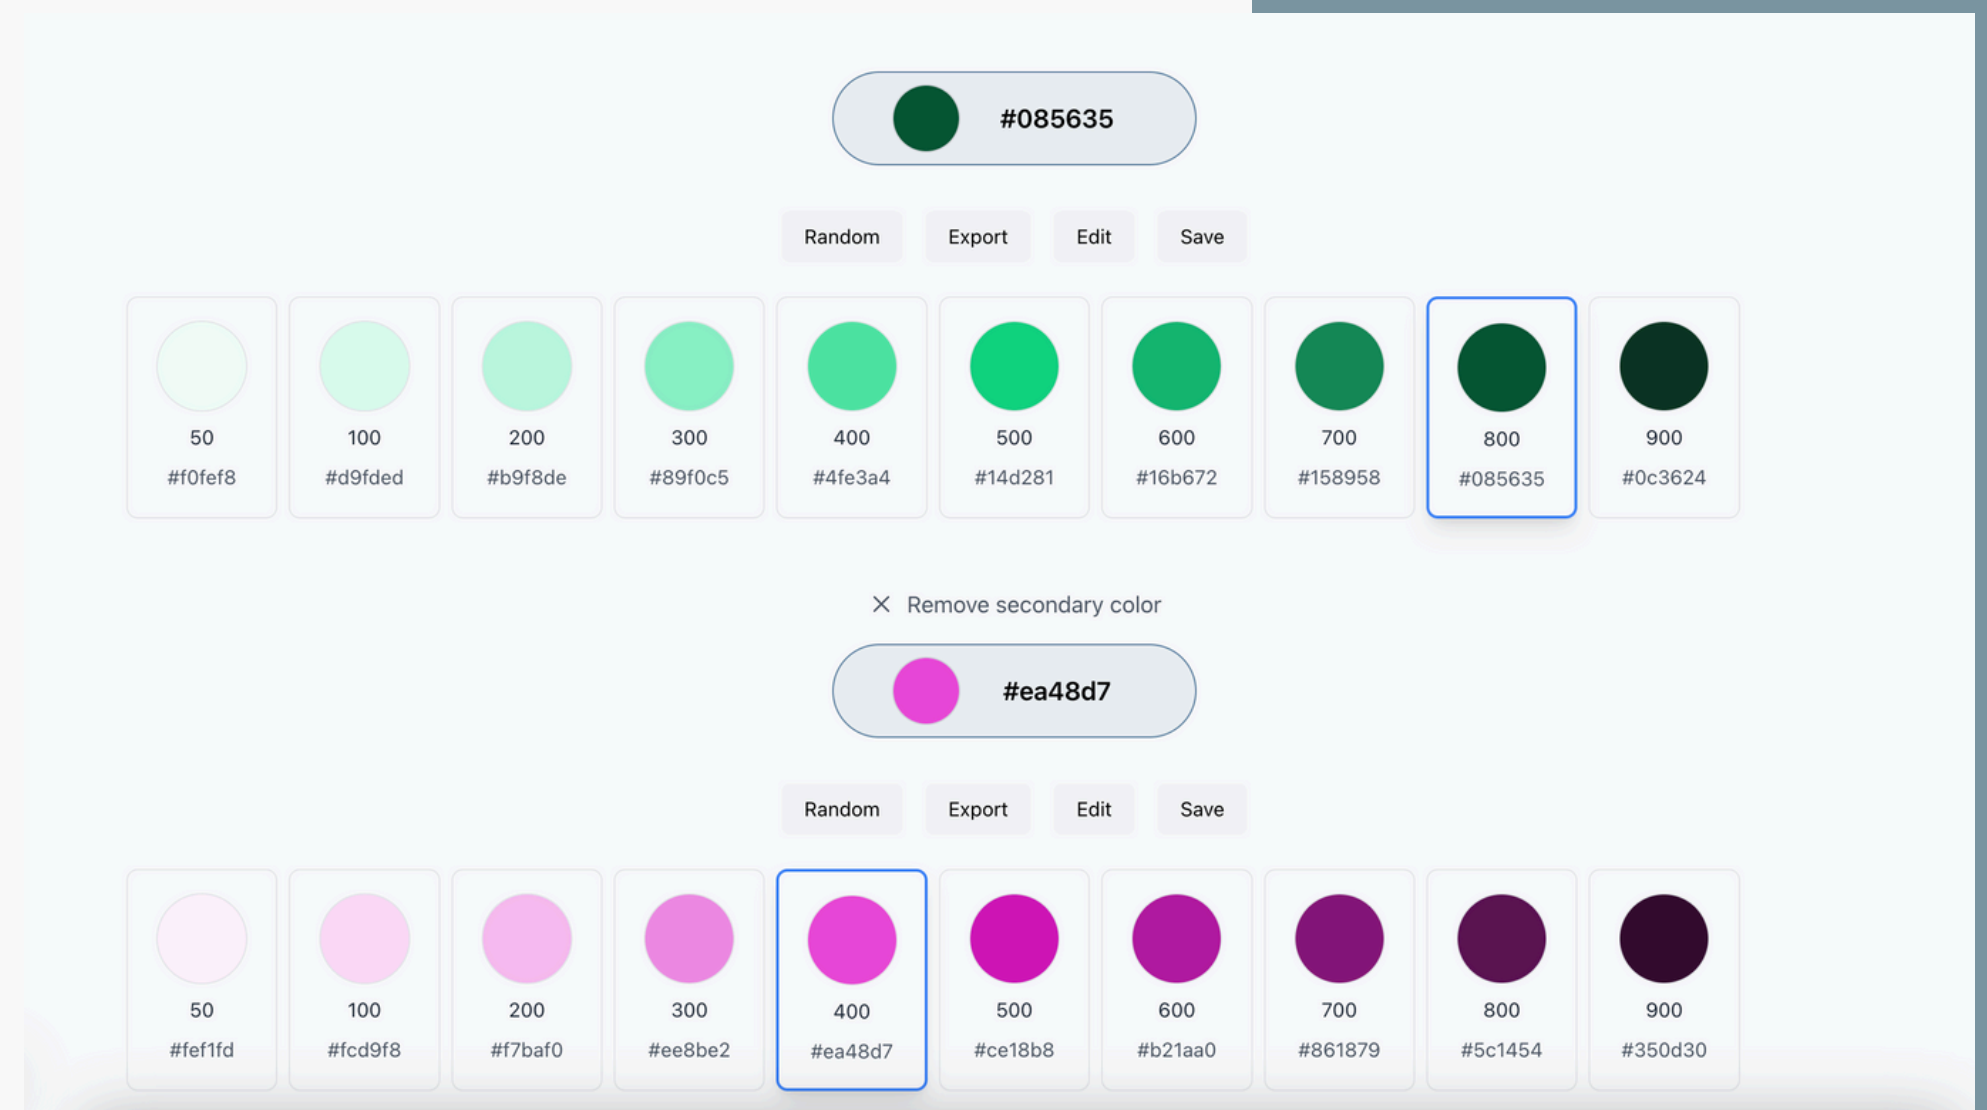 #085635
Random Export Edit Save
50 100 200 300 400 500 600 700 800 900
#f0fef8 #d9fded #b9f8de #89f0c5 #4fe3a4 #14d281 #16b672 #158958 #085635 #0c3624
Remove secondary color
#ea48d7
Random Export Edit Save
50 100 200 300 400 500 600 700 800 900
#fef1fd #fcd9f8 #f7baf0 #ee8be2 #ea48d7 #ce18b8 #b21aa0 #861879 #5c1454 #350d30